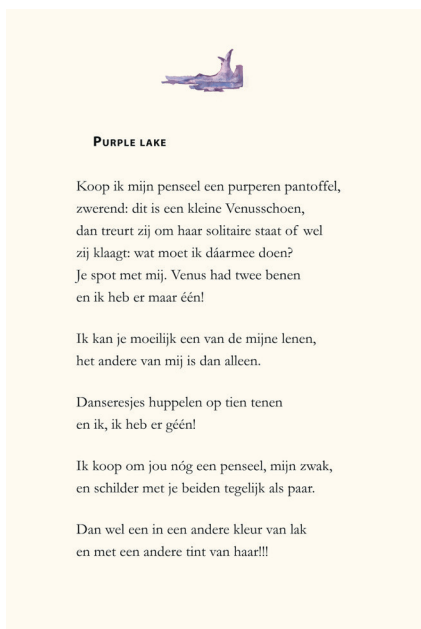 Purple lake
Koop ik mijn penseel een purperen pantoffel,
zwerend: dit is een kleine Venusschoen,
dan treurt zij om haar solitaire staat of wel
zij klaagt: wat moet ik dáarmee doen?
Je spot met mij. Venus had twee benen
en ik heb er maar één!
Ik kan je moeilijk een van de mijne lenen,
het andere van mij is dan alleen.
Danseresjes huppelen op tien tenen
en ik, ik heb er géén!
Ik koop om jou nóg een penseel, mijn zwak,
en schilder met je beiden tegelijk als paar.
Dan wel een in een andere kleur van lak
en met een andere tint van haar!!!